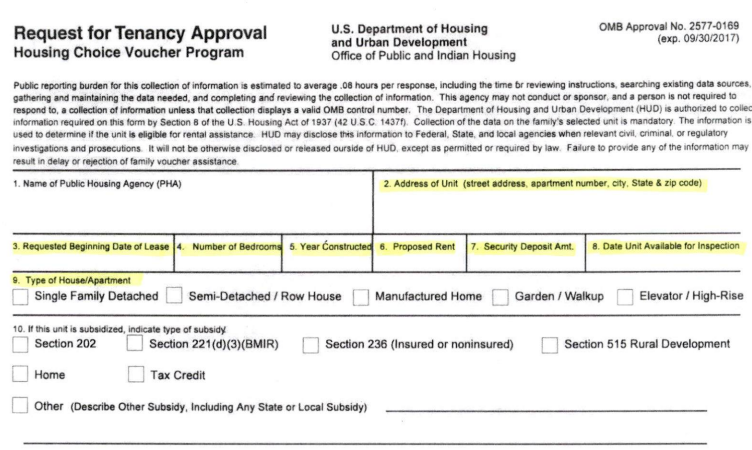 Request for Tenancy Approval
Housing Choice Voucher Program
U.S. Department of Housing
and Urban Development
Office of Public and Indian Housing
OMB Approval No. 2577-0169
(exp. 09/30/2017)
Public reporting burden for this collection of information is estimated to average .08 hours per response, including the time for reviewing instructions, searching existing data sources,
gathering and maintaining the data needed, and completing and reviewing the collection of information. This agency may not conduct or sponsor, and a person is not required to
respond to, a collection of information unless that collection displays a valid OMB control number. The Department of Housing and Urban Development (HUD) is authorized to collec
information required on this form by Section 8 of the U.S. Housing Act of 1937 (42 U.S.C. 1437f). Collection of the data on the family's selected unit is mandatory. The information is
used to determine if the unit is eligible for rental assistance. HUD may disclose this information to Federal, State, and local agencies when relevant civil, criminal, or regulatory
investigations and prosecutions. It will not be otherwise disclosed or released ourside of HUD, except as permitted or required by law. Failure to provide any of the information may
result in delay or rejection of family voucher assistance.
1. Name of Public Housing Agency (PHA)
2. Address of Unit (street address, apartment number, city, State & zip code)
3. Requested Beginning Date of Lease
4. Number of Bedrooms
5. Year Constructed
6. Proposed Rent
7. Security Deposit Amt.
8. Date Unit Available for Inspection
9. Type of House/Apartment
Single Family Detached
Semi-Detached / Row House
Manufactured Home
Garden / Walkup
Elevator / High-Rise
10. If this unit is subsidized, indicate type of subsidy:
Section 202
Section 221(d)(3)(BMIR)
Section 236 (Insured or noninsured)
Section 515 Rural Development
Home
Tax Credit
Other (Describe Other Subsidy, Including Any State or Local Subsidy)